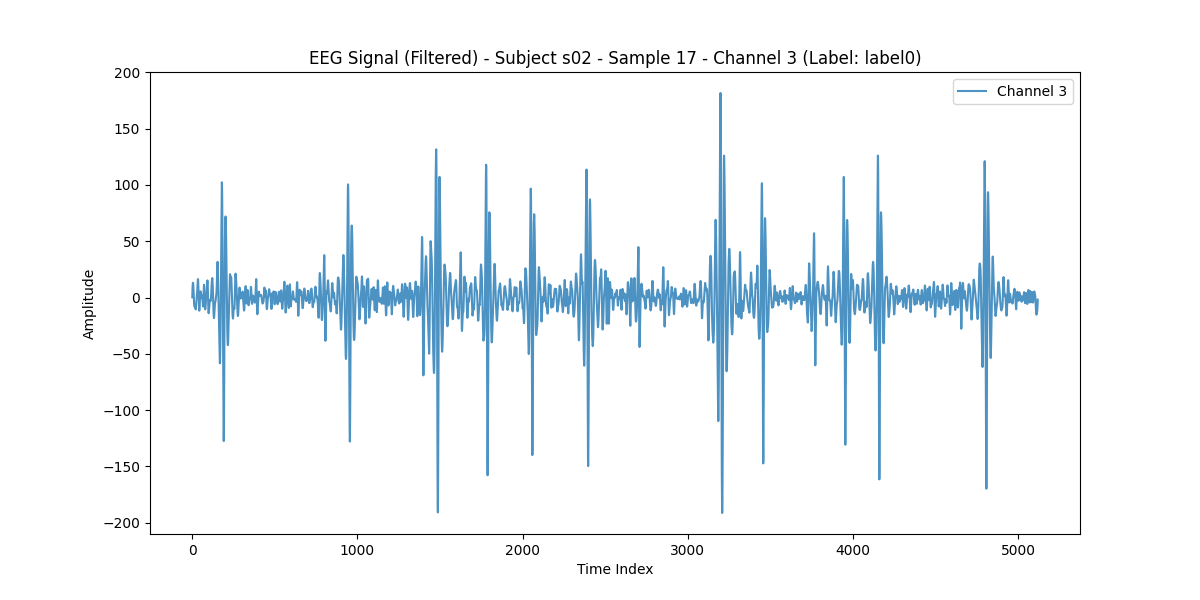 EEG Signal (Filtered) - Subject s02 - Sample 17 - Channel 3 (Label: label0)
Channel 3
200
150
100
50
0
−50
−100
−150
−200
Amplitude
0 1000 2000 3000 4000 5000
Time Index